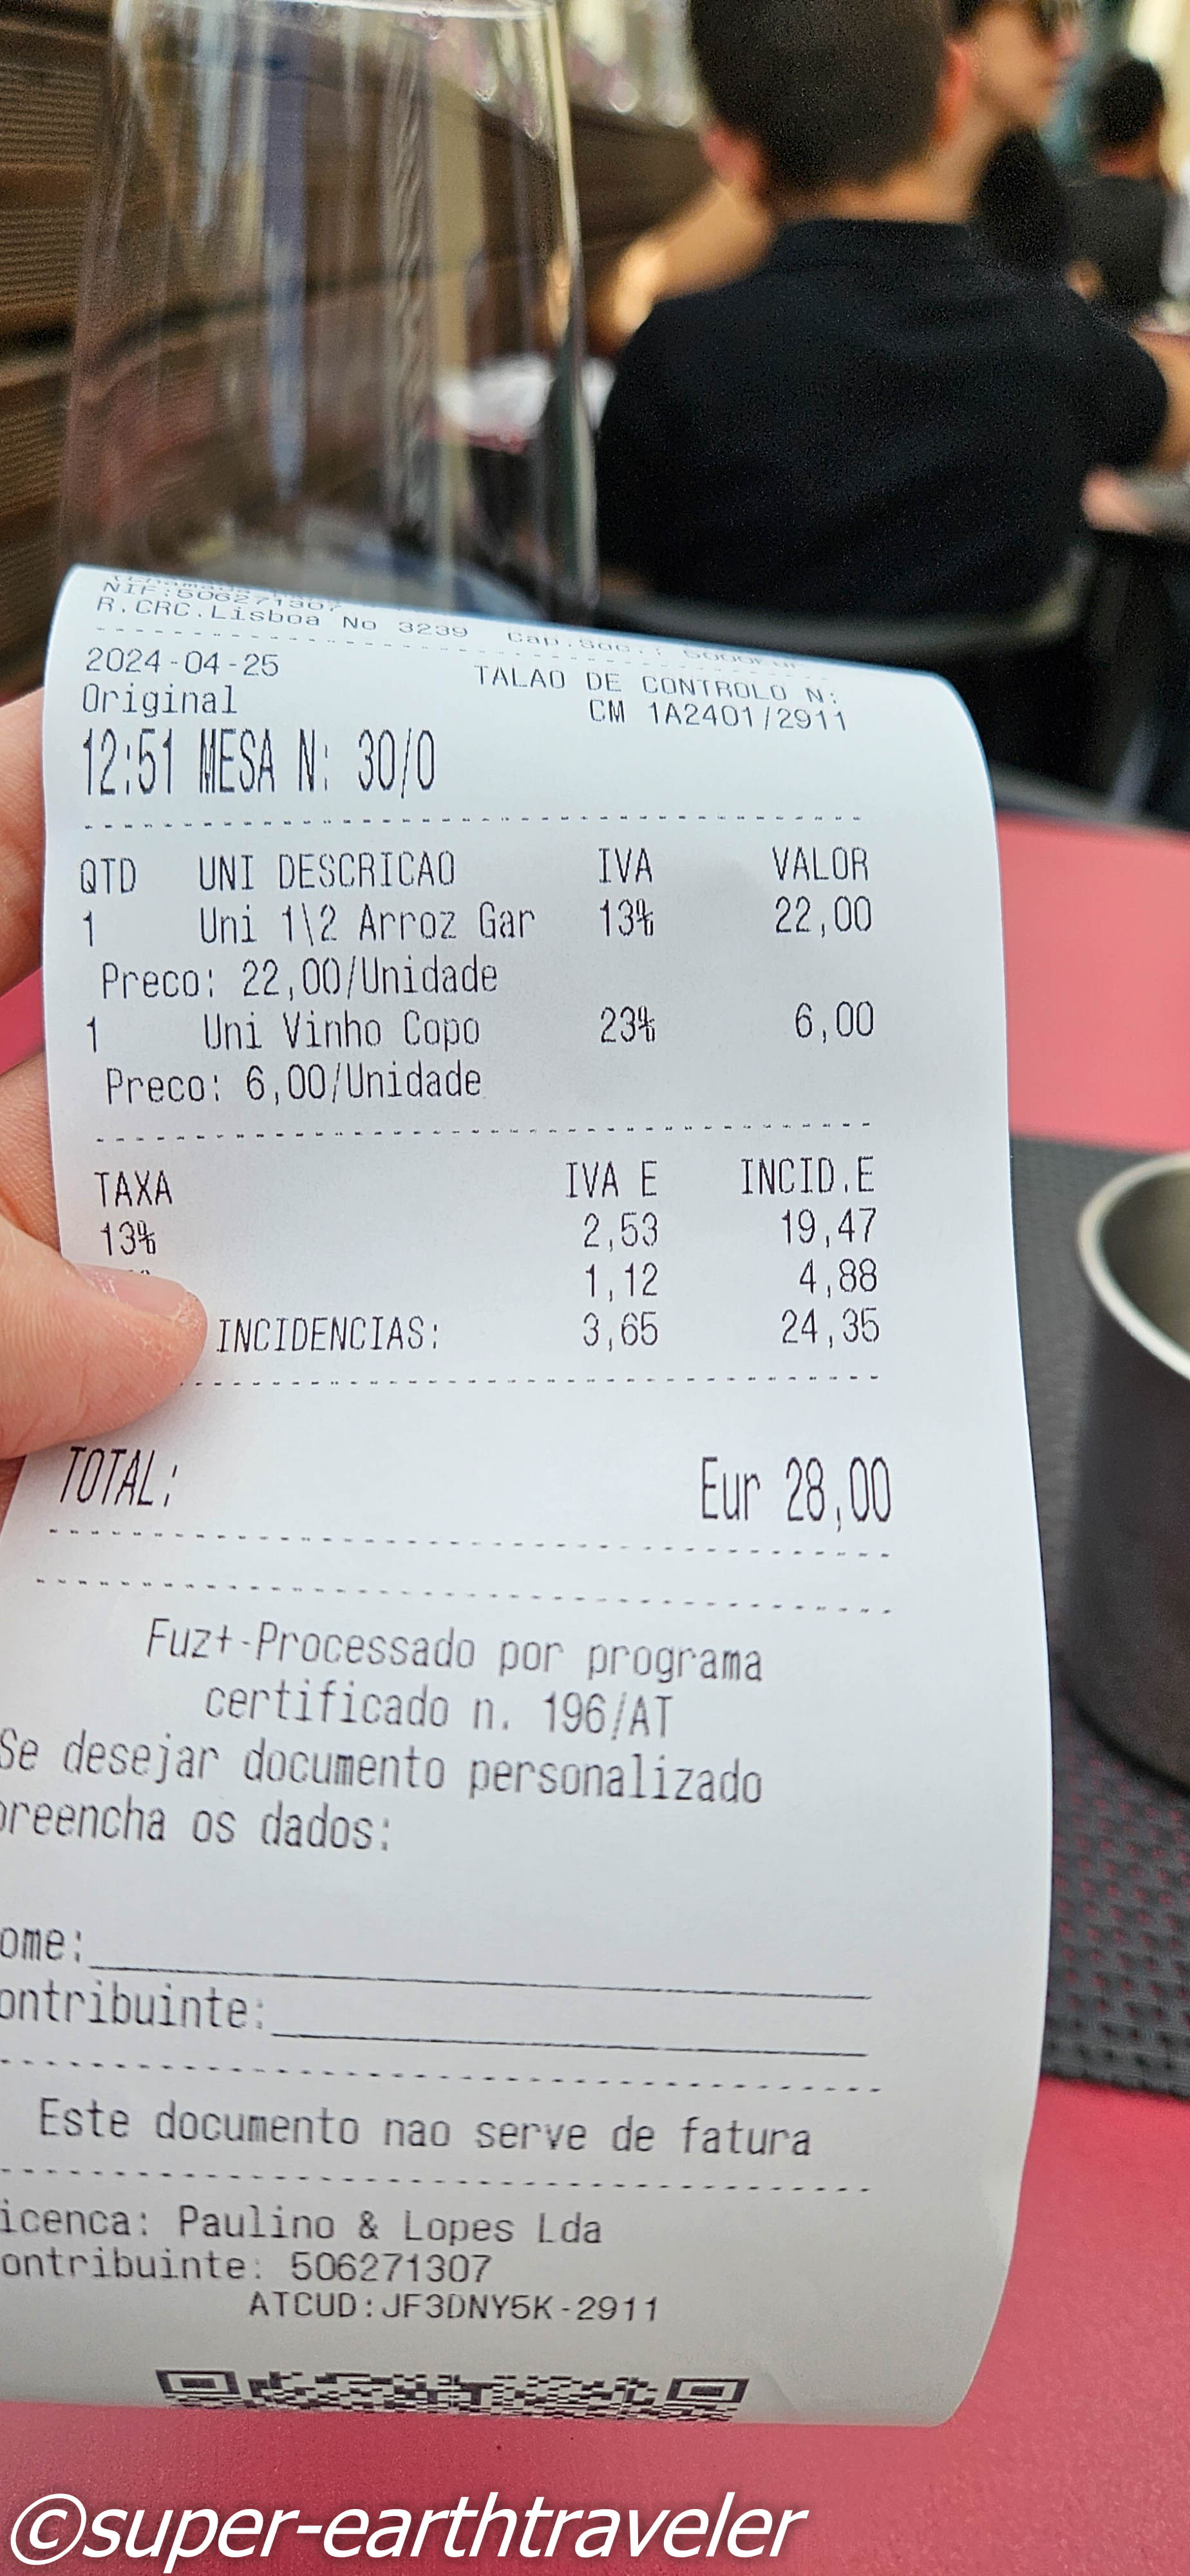 NIF:506271307
R.CRC.Lisboa No 3239 Cap.Soc.: 5000Eur
2024-04-25 TALAO DE CONTROLO N:
Original CM 1A2401/2911
12:51 MESA N: 30/0
QTD UNI DESCRICAO IVA VALOR
1 Uni 1\2 Arroz Gar 13% 22,00
Preco: 22,00/Unidade
1 Uni Vinho Copo 23% 6,00
Preco: 6,00/Unidade
TAXA IVA E INCID.E
13% 2,53 19,47
1,12 4,88
INCIDENCIAS: 3,65 24,35
TOTAL: Eur 28,00
Fuz+-Processado por programa
certificado n. 196/AT
Se desejar documento personalizado
preencha os dados:
ome:
ontribuinte:
Este documento nao serve de fatura
icenca: Paulino & Lopes Lda
ontribuinte: 506271307
ATCUD:JF3DNY5K-2911
©super-earthtraveler